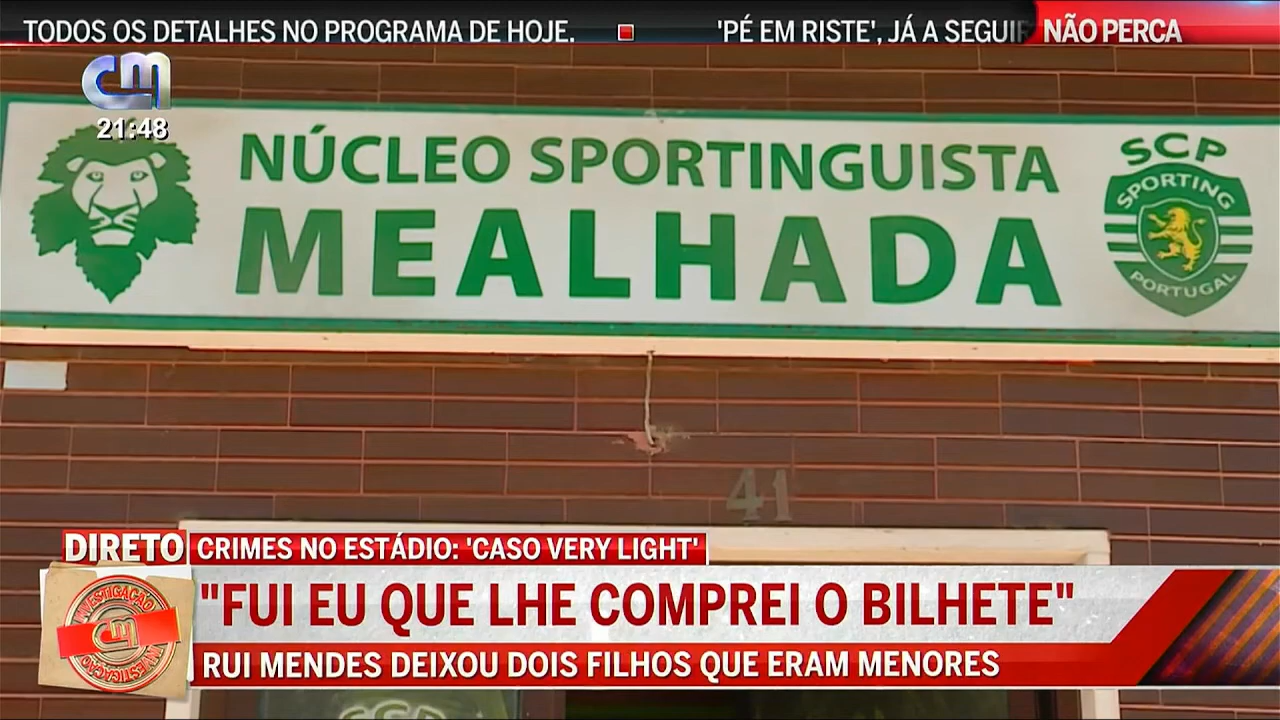 TODOS OS DETALHES NO PROGRAMA DE HOJE. 'PÉ EM RISTE', JÁ A SEGUIR NÃO PERCA
CM
21:48
NÚCLEO SPORTINGUISTA
MEALHADA
SCP
SPORTING
PORTUGAL
41
DIRETO CRIMES NO ESTÁDIO: 'CASO VERY LIGHT'
INVESTIGAÇÃO
CM
INVESTIGAÇÃO
"FUI EU QUE LHE COMPREI O BILHETE"
RUI MENDES DEIXOU DOIS FILHOS QUE ERAM MENORES